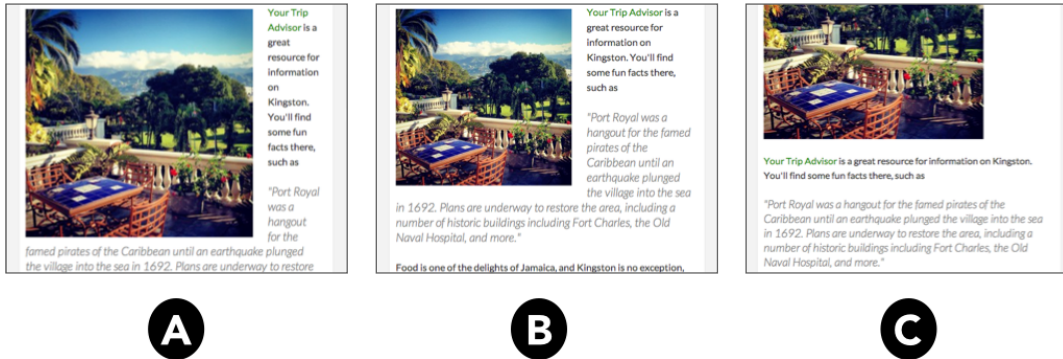 Your Trip
Advisor is a
great
resource for
information
on
Kingston.
You'll find
some fun
facts there,
such as
"Port Royal
was a
hangout
for the
famed pirates of the Caribbean until an earthquake plunged
the village into the sea in 1692. Plans are underway to restore
A
Your Trip Advisor is a
great resource for
information on
Kingston. You'll find
some fun facts there,
such as
"Port Royal was a
hangout for the famed
pirates of the
Caribbean until an
earthquake plunged
the village into the sea
in 1692. Plans are underway to restore the area, including a
number of historic buildings including Fort Charles, the Old
Naval Hospital, and more."
Food is one of the delights of Jamaica, and Kingston is no exception,
B
Your Trip Advisor is a great resource for information on Kingston.
You'll find some fun facts there, such as
"Port Royal was a hangout for the famed pirates of the
Caribbean until an earthquake plunged the village into the sea
in 1692. Plans are underway to restore the area, including a
number of historic buildings including Fort Charles, the Old
Naval Hospital, and more."
C